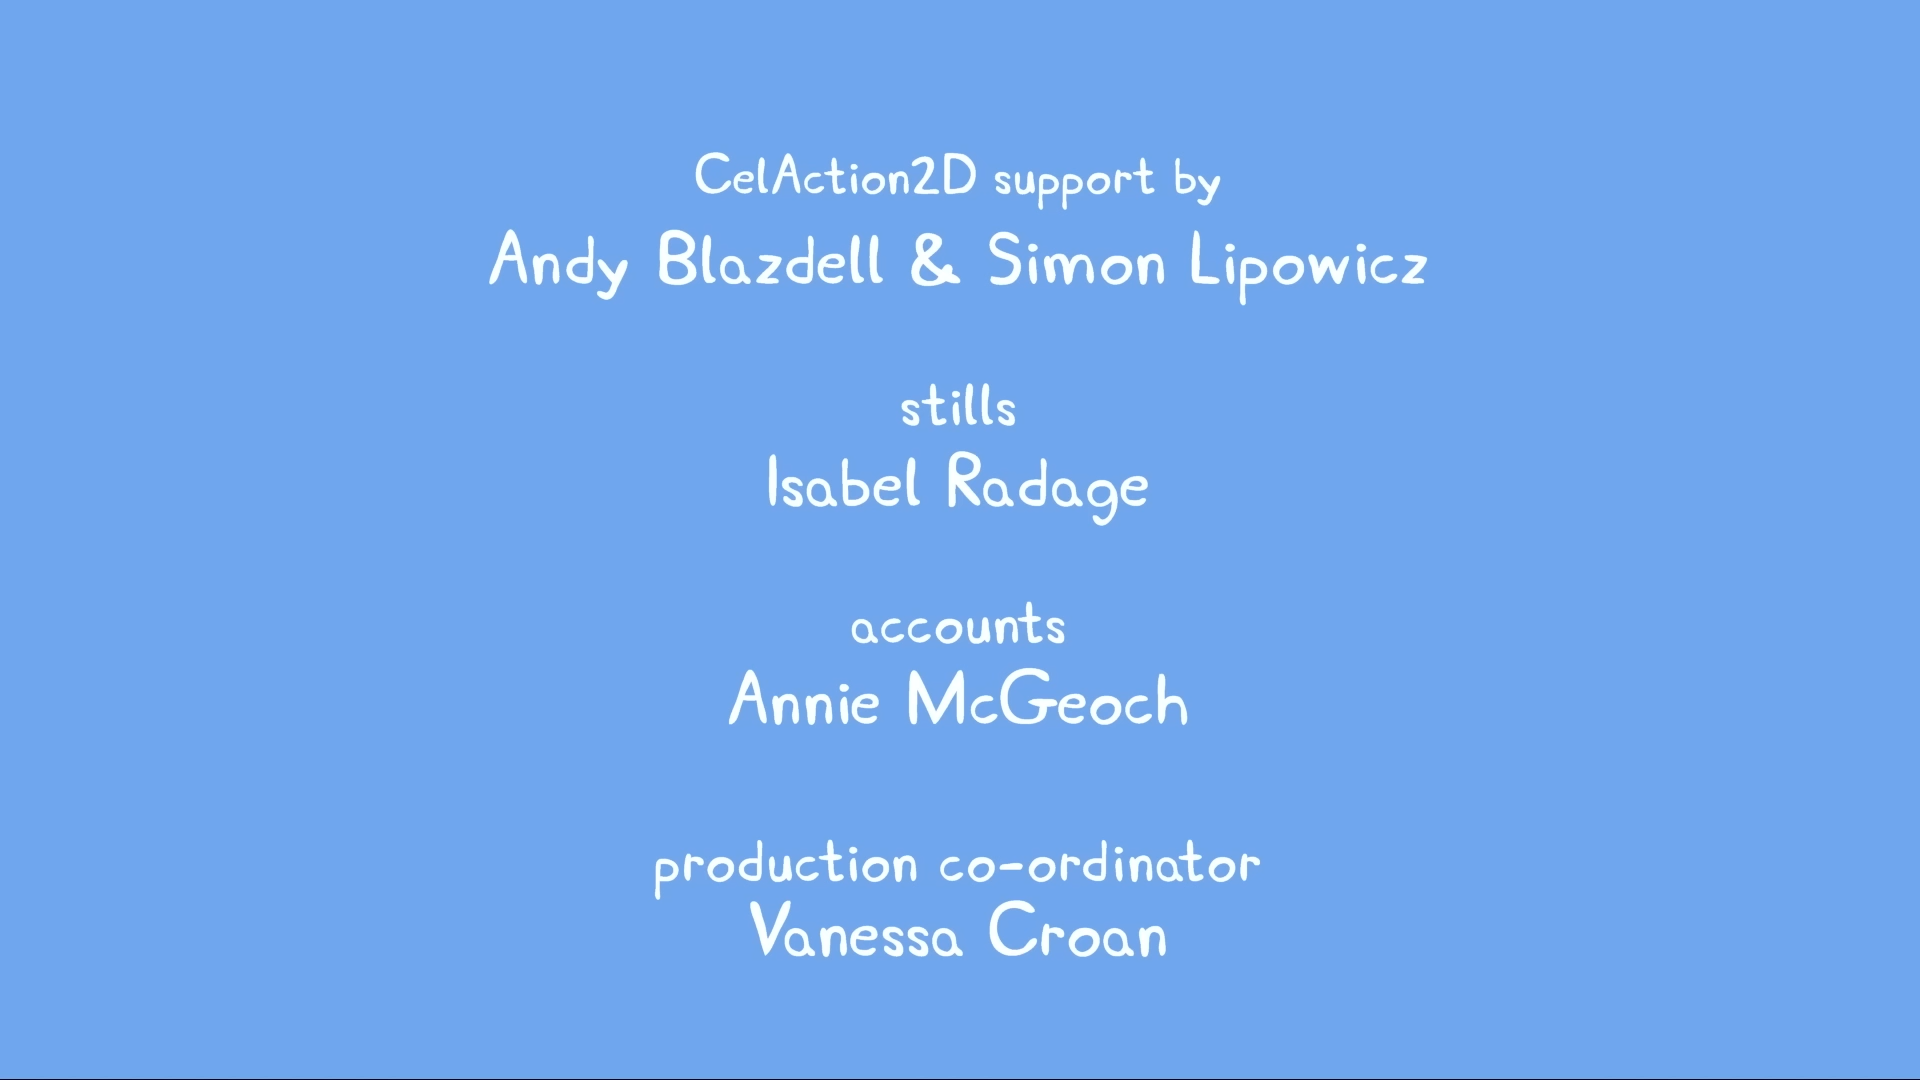 CelAction2D support by
Andy Blazdell & Simon Lipowicz
stills
Isabel Radage
accounts
Annie McGeoch
production co-ordinator
Vanessa Croan